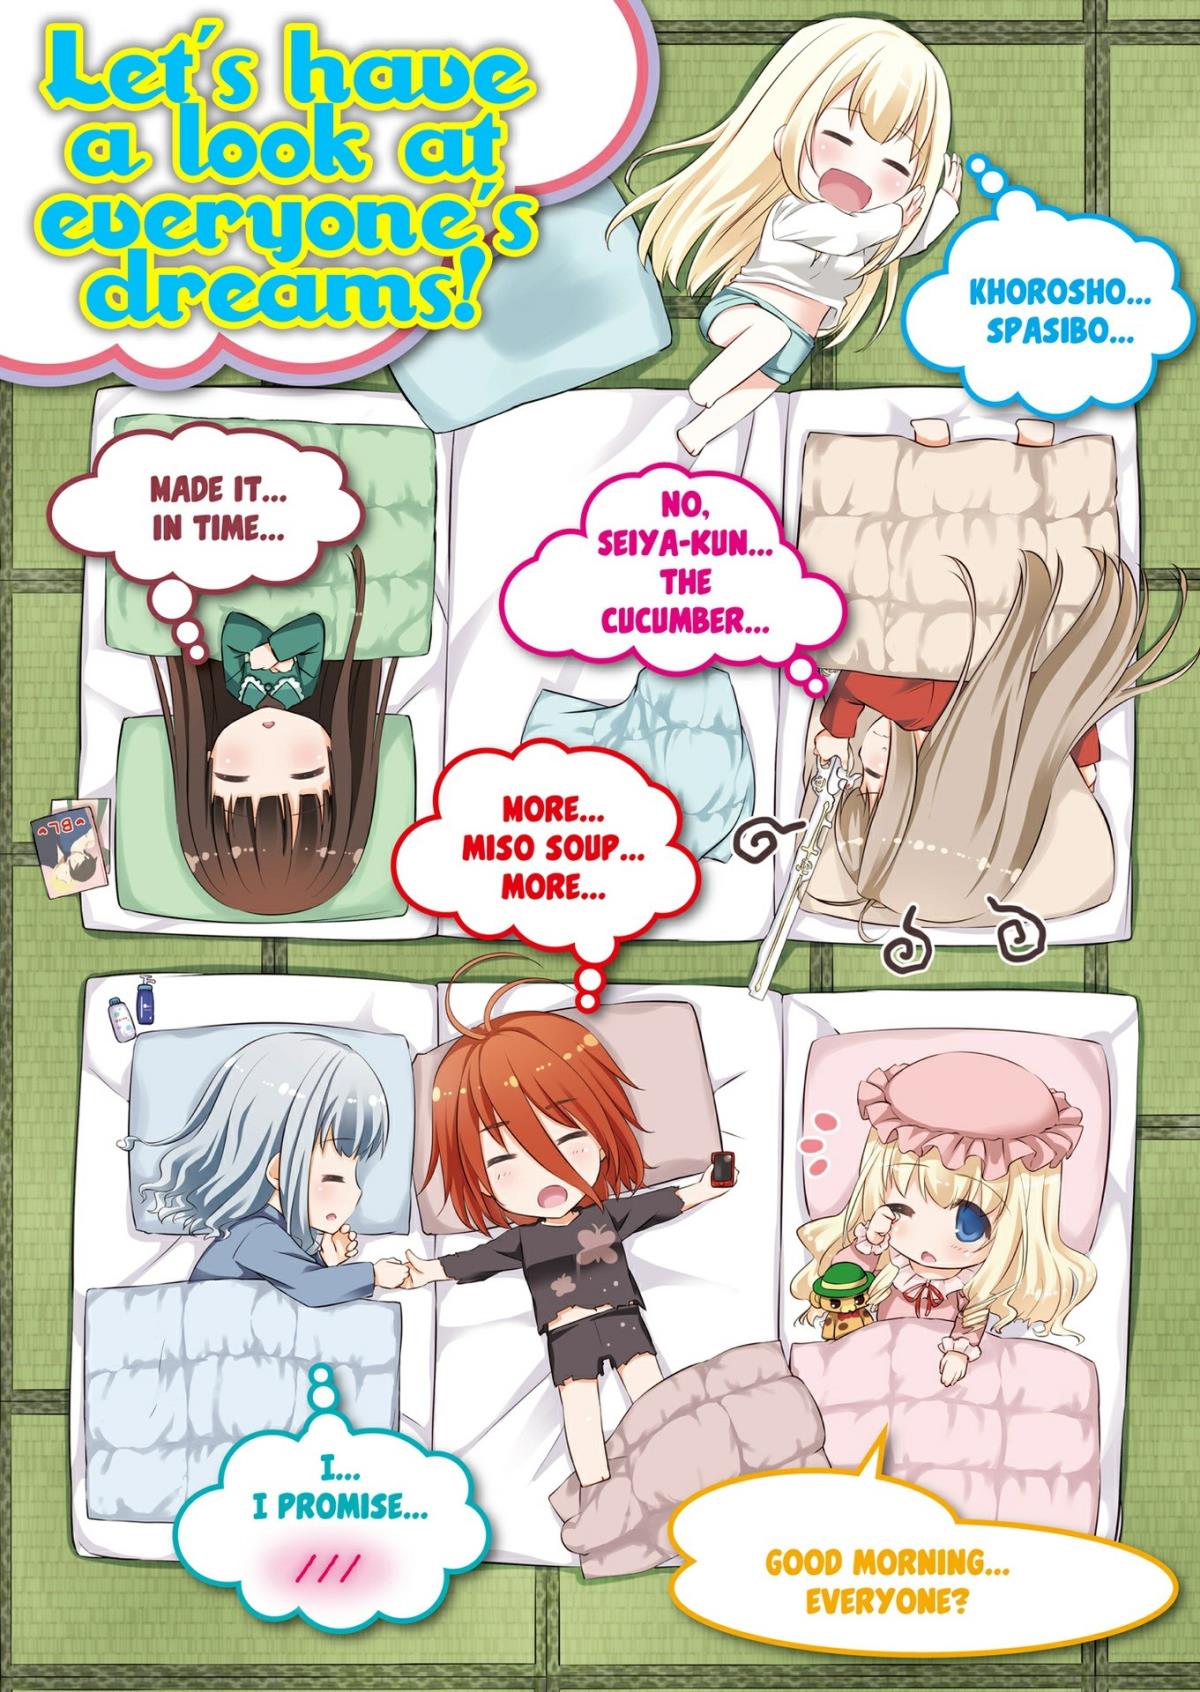 Let's have
a look at
everyone's
dreams!
KHOROSHO...
SPASIBO...
MADE IT...
IN TIME...
NO,
SEIYA-KUN...
THE
CUCUMBER...
♥BL♥
MORE...
MISO SOUP...
MORE...
I...
I PROMISE...
///
GOOD MORNING...
EVERYONE?